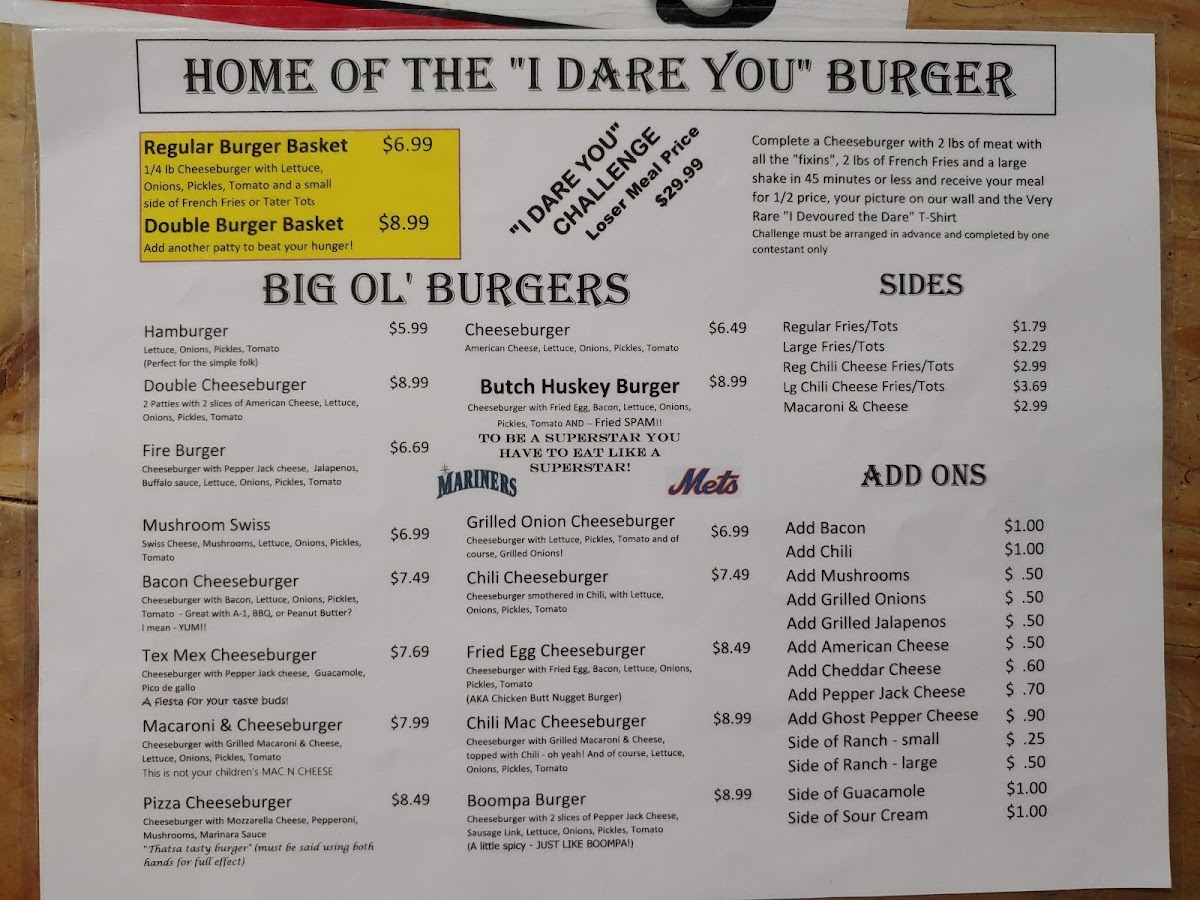 HOME OF THE "I DARE YOU" BURGER
Regular Burger Basket $6.99
1/4 lb Cheeseburger with Lettuce,
Onions, Pickles, Tomato and a small
side of French Fries or Tater Tots
Double Burger Basket $8.99
Add another patty to beat your hunger!
"I DARE YOU"
CHALLENGE
Loser Meal Price
$29.99
Complete a Cheeseburger with 2 lbs of meat with
all the "fixins", 2 lbs of French Fries and a large
shake in 45 minutes or less and receive your meal
for 1/2 price, your picture on our wall and the Very
Rare "I Devoured the Dare" T-Shirt
Challenge must be arranged in advance and completed by one
contestant only
BIG OL' BURGERS
Hamburger $5.99
Lettuce, Onions, Pickles, Tomato
(Perfect for the simple folk)
Double Cheeseburger $8.99
2 Patties with 2 slices of American Cheese, Lettuce,
Onions, Pickles, Tomato
Fire Burger $6.69
Cheeseburger with Pepper Jack cheese, Jalapenos,
Buffalo sauce, Lettuce, Onions, Pickles, Tomato
Mushroom Swiss $6.99
Swiss Cheese, Mushrooms, Lettuce, Onions, Pickles,
Tomato
Bacon Cheeseburger $7.49
Cheeseburger with Bacon, Lettuce, Onions, Pickles,
Tomato - Great with A-1, BBQ, or Peanut Butter?
I mean - YUM!!
Tex Mex Cheeseburger $7.69
Cheeseburger with Pepper Jack cheese, Guacamole,
Pico de gallo
A fiesta for your taste buds!
Macaroni & Cheeseburger $7.99
Cheeseburger with Grilled Macaroni & Cheese,
Lettuce, Onions, Pickles, Tomato
This is not your children's MAC N CHEESE
Pizza Cheeseburger $8.49
Cheeseburger with Mozzarella Cheese, Pepperoni,
Mushrooms, Marinara Sauce
"Thatsa tasty burger" (must be said using both
hands for full effect)
Cheeseburger $6.49
American Cheese, Lettuce, Onions, Pickles, Tomato
Butch Huskey Burger $8.99
Cheeseburger with Fried Egg, Bacon, Lettuce, Onions,
Pickles, Tomato AND -- Fried SPAM!!
TO BE A SUPERSTAR YOU
HAVE TO EAT LIKE A
SUPERSTAR!
MARINERS Mets
Grilled Onion Cheeseburger $6.99
Cheeseburger with Lettuce, Pickles, Tomato and of
course, Grilled Onions!
Chili Cheeseburger $7.49
Cheeseburger smothered in Chili, with Lettuce,
Onions, Pickles, Tomato
Fried Egg Cheeseburger $8.49
Cheeseburger with Fried Egg, Bacon, Lettuce, Onions,
Pickles, Tomato
(AKA Chicken Butt Nugget Burger)
Chili Mac Cheeseburger $8.99
Cheeseburger with Grilled Macaroni & Cheese,
topped with Chili - oh yeah! And of course, Lettuce,
Onions, Pickles, Tomato
Boompa Burger $8.99
Cheeseburger with 2 slices of Pepper Jack Cheese,
Sausage Link, Lettuce, Onions, Pickles, Tomato
(A little spicy - JUST LIKE BOOMPA!)
SIDES
Regular Fries/Tots $1.79
Large Fries/Tots $2.29
Reg Chili Cheese Fries/Tots $2.99
Lg Chili Cheese Fries/Tots $3.69
Macaroni & Cheese $2.99
ADD ONS
Add Bacon $1.00
Add Chili $1.00
Add Mushrooms $ .50
Add Grilled Onions $ .50
Add Grilled Jalapenos $ .50
Add American Cheese $ .50
Add Cheddar Cheese $ .60
Add Pepper Jack Cheese $ .70
Add Ghost Pepper Cheese $ .90
Side of Ranch - small $ .25
Side of Ranch - large $ .50
Side of Guacamole $1.00
Side of Sour Cream $1.00